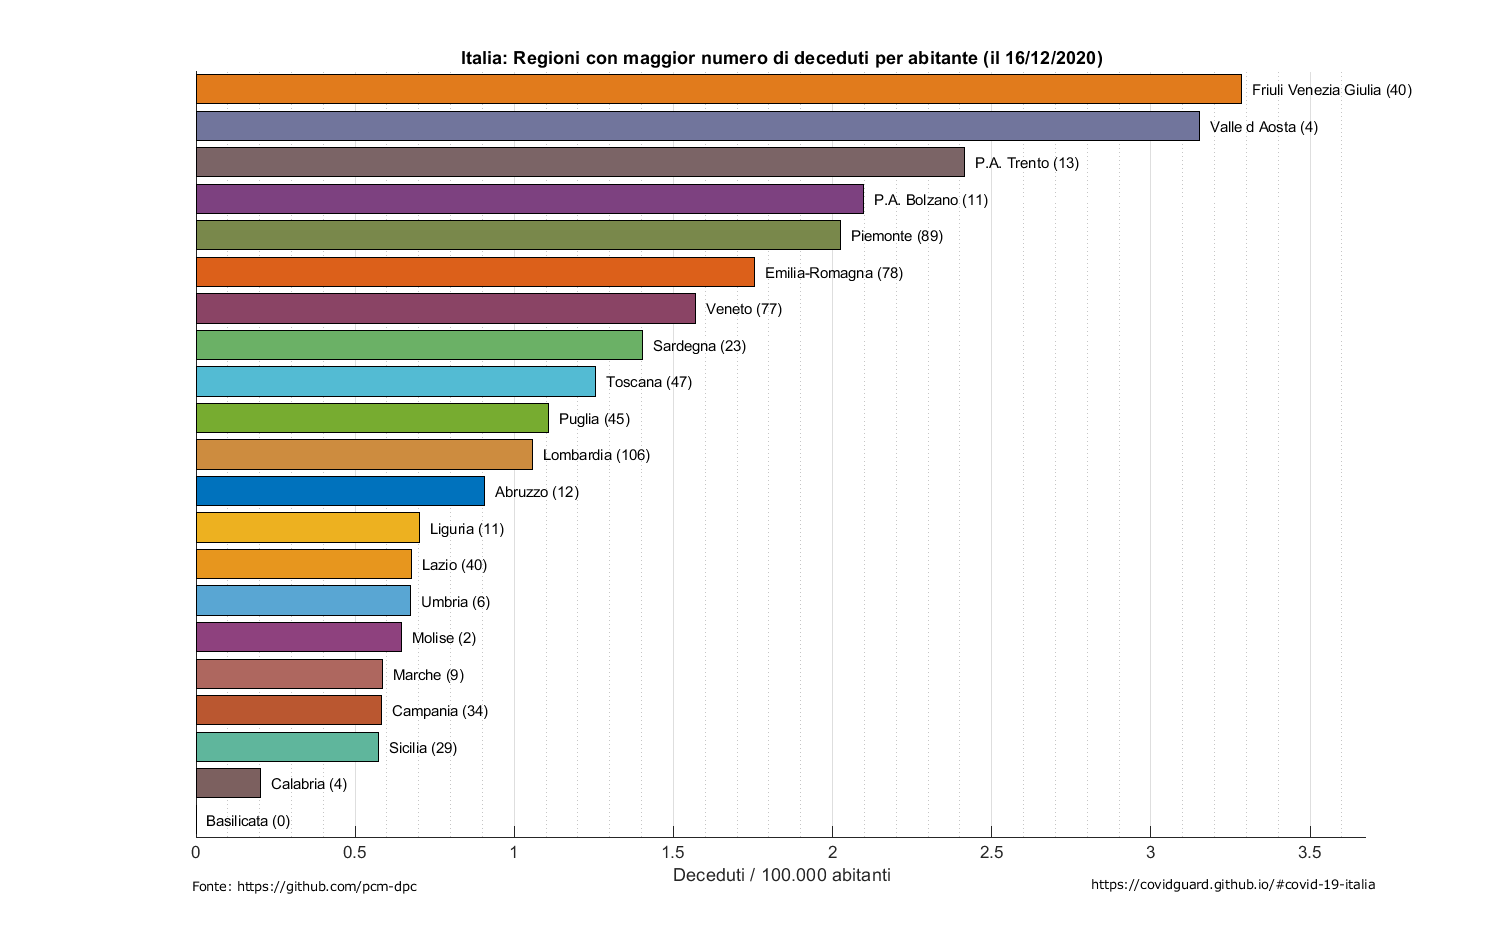 Italia: Regioni con maggior numero di deceduti per abitante (il 16/12/2020)
Friuli Venezia Giulia (40)
Valle d Aosta (4)
P.A. Trento (13)
P.A. Bolzano (11)
Piemonte (89)
Emilia-Romagna (78)
Veneto (77)
Sardegna (23)
Toscana (47)
Puglia (45)
Lombardia (106)
Abruzzo (12)
Liguria (11)
Lazio (40)
Umbria (6)
Molise (2)
Marche (9)
Campania (34)
Sicilia (29)
Calabria (4)
Basilicata (0)
0 0.5 1 1.5 2 2.5 3 3.5
Deceduti / 100.000 abitanti
Fonte: https://github.com/pcm-dpc
https://covidguard.github.io/#covid-19-italia